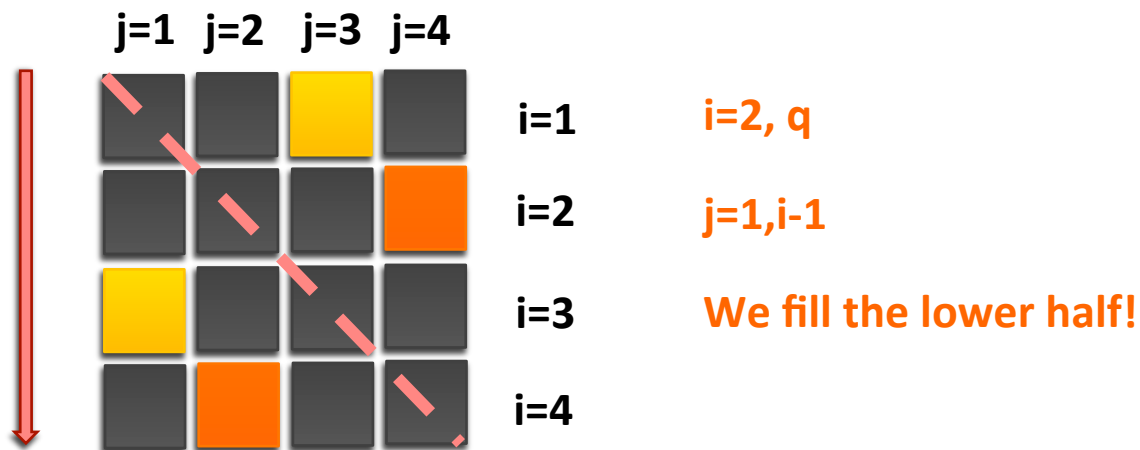 j=1 j=2 j=3 j=4
i=1
i=2, q
i=2
j=1,i-1
i=3
We fill the lower half!
i=4